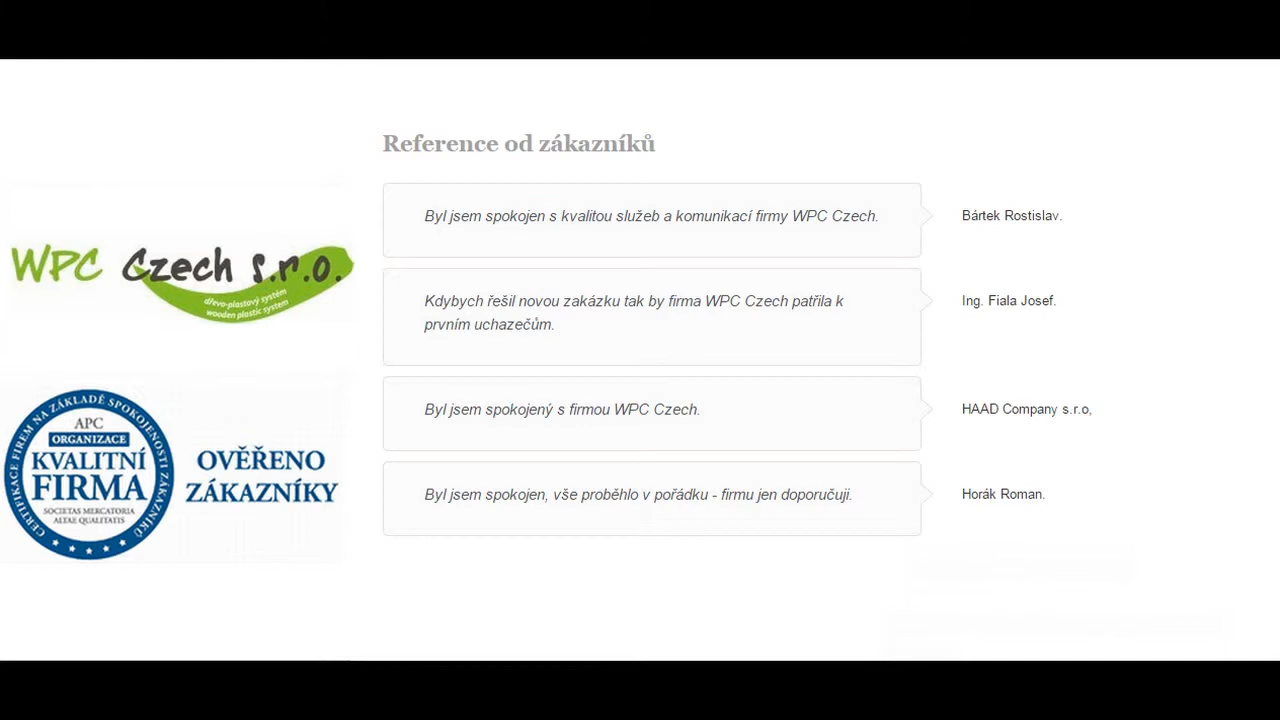 Reference od zákazníků
Byl jsem spokojen s kvalitou služeb a komunikací firmy WPC Czech.
Bártek Rostislav.
WPC Czech s.r.o.
dřevo-plastový systém
wooden plastic system
Kdybych řešil novou zakázku tak by firma WPC Czech patřila k
prvním uchazečům.
Ing. Fiala Josef.
Byl jsem spokojený s firmou WPC Czech.
HAAD Company s.r.o,
CERTIFIKACE FIREM NA ZÁKLADĚ SPOKOJENOSTI ZÁKAZNÍKŮ
APC
ORGANIZACE
KVALITNÍ
FIRMA
SOCIETAS MERCATORIA
ALTAE QUALITATIS
OVĚŘENO
ZÁKAZNÍKY
Byl jsem spokojen, vše proběhlo v pořádku - firmu jen doporučuji.
Horák Roman.